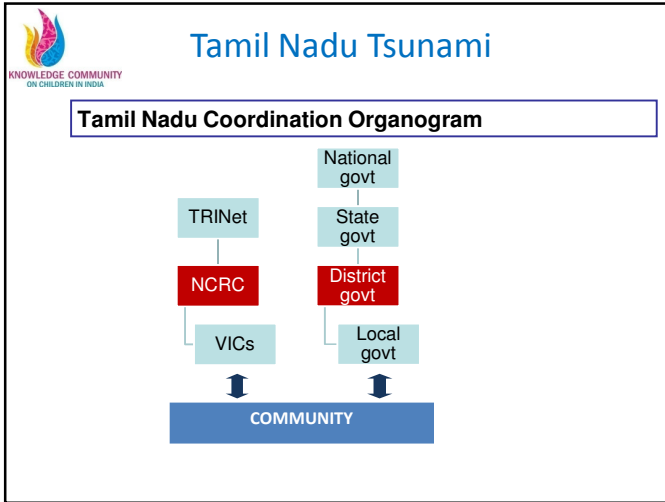 KNOWLEDGE COMMUNITY
ON CHILDREN IN INDIA
Tamil Nadu Tsunami
Tamil Nadu Coordination Organogram
National
govt
TRINet
State
govt
NCRC
District
govt
VICs
Local
govt
COMMUNITY